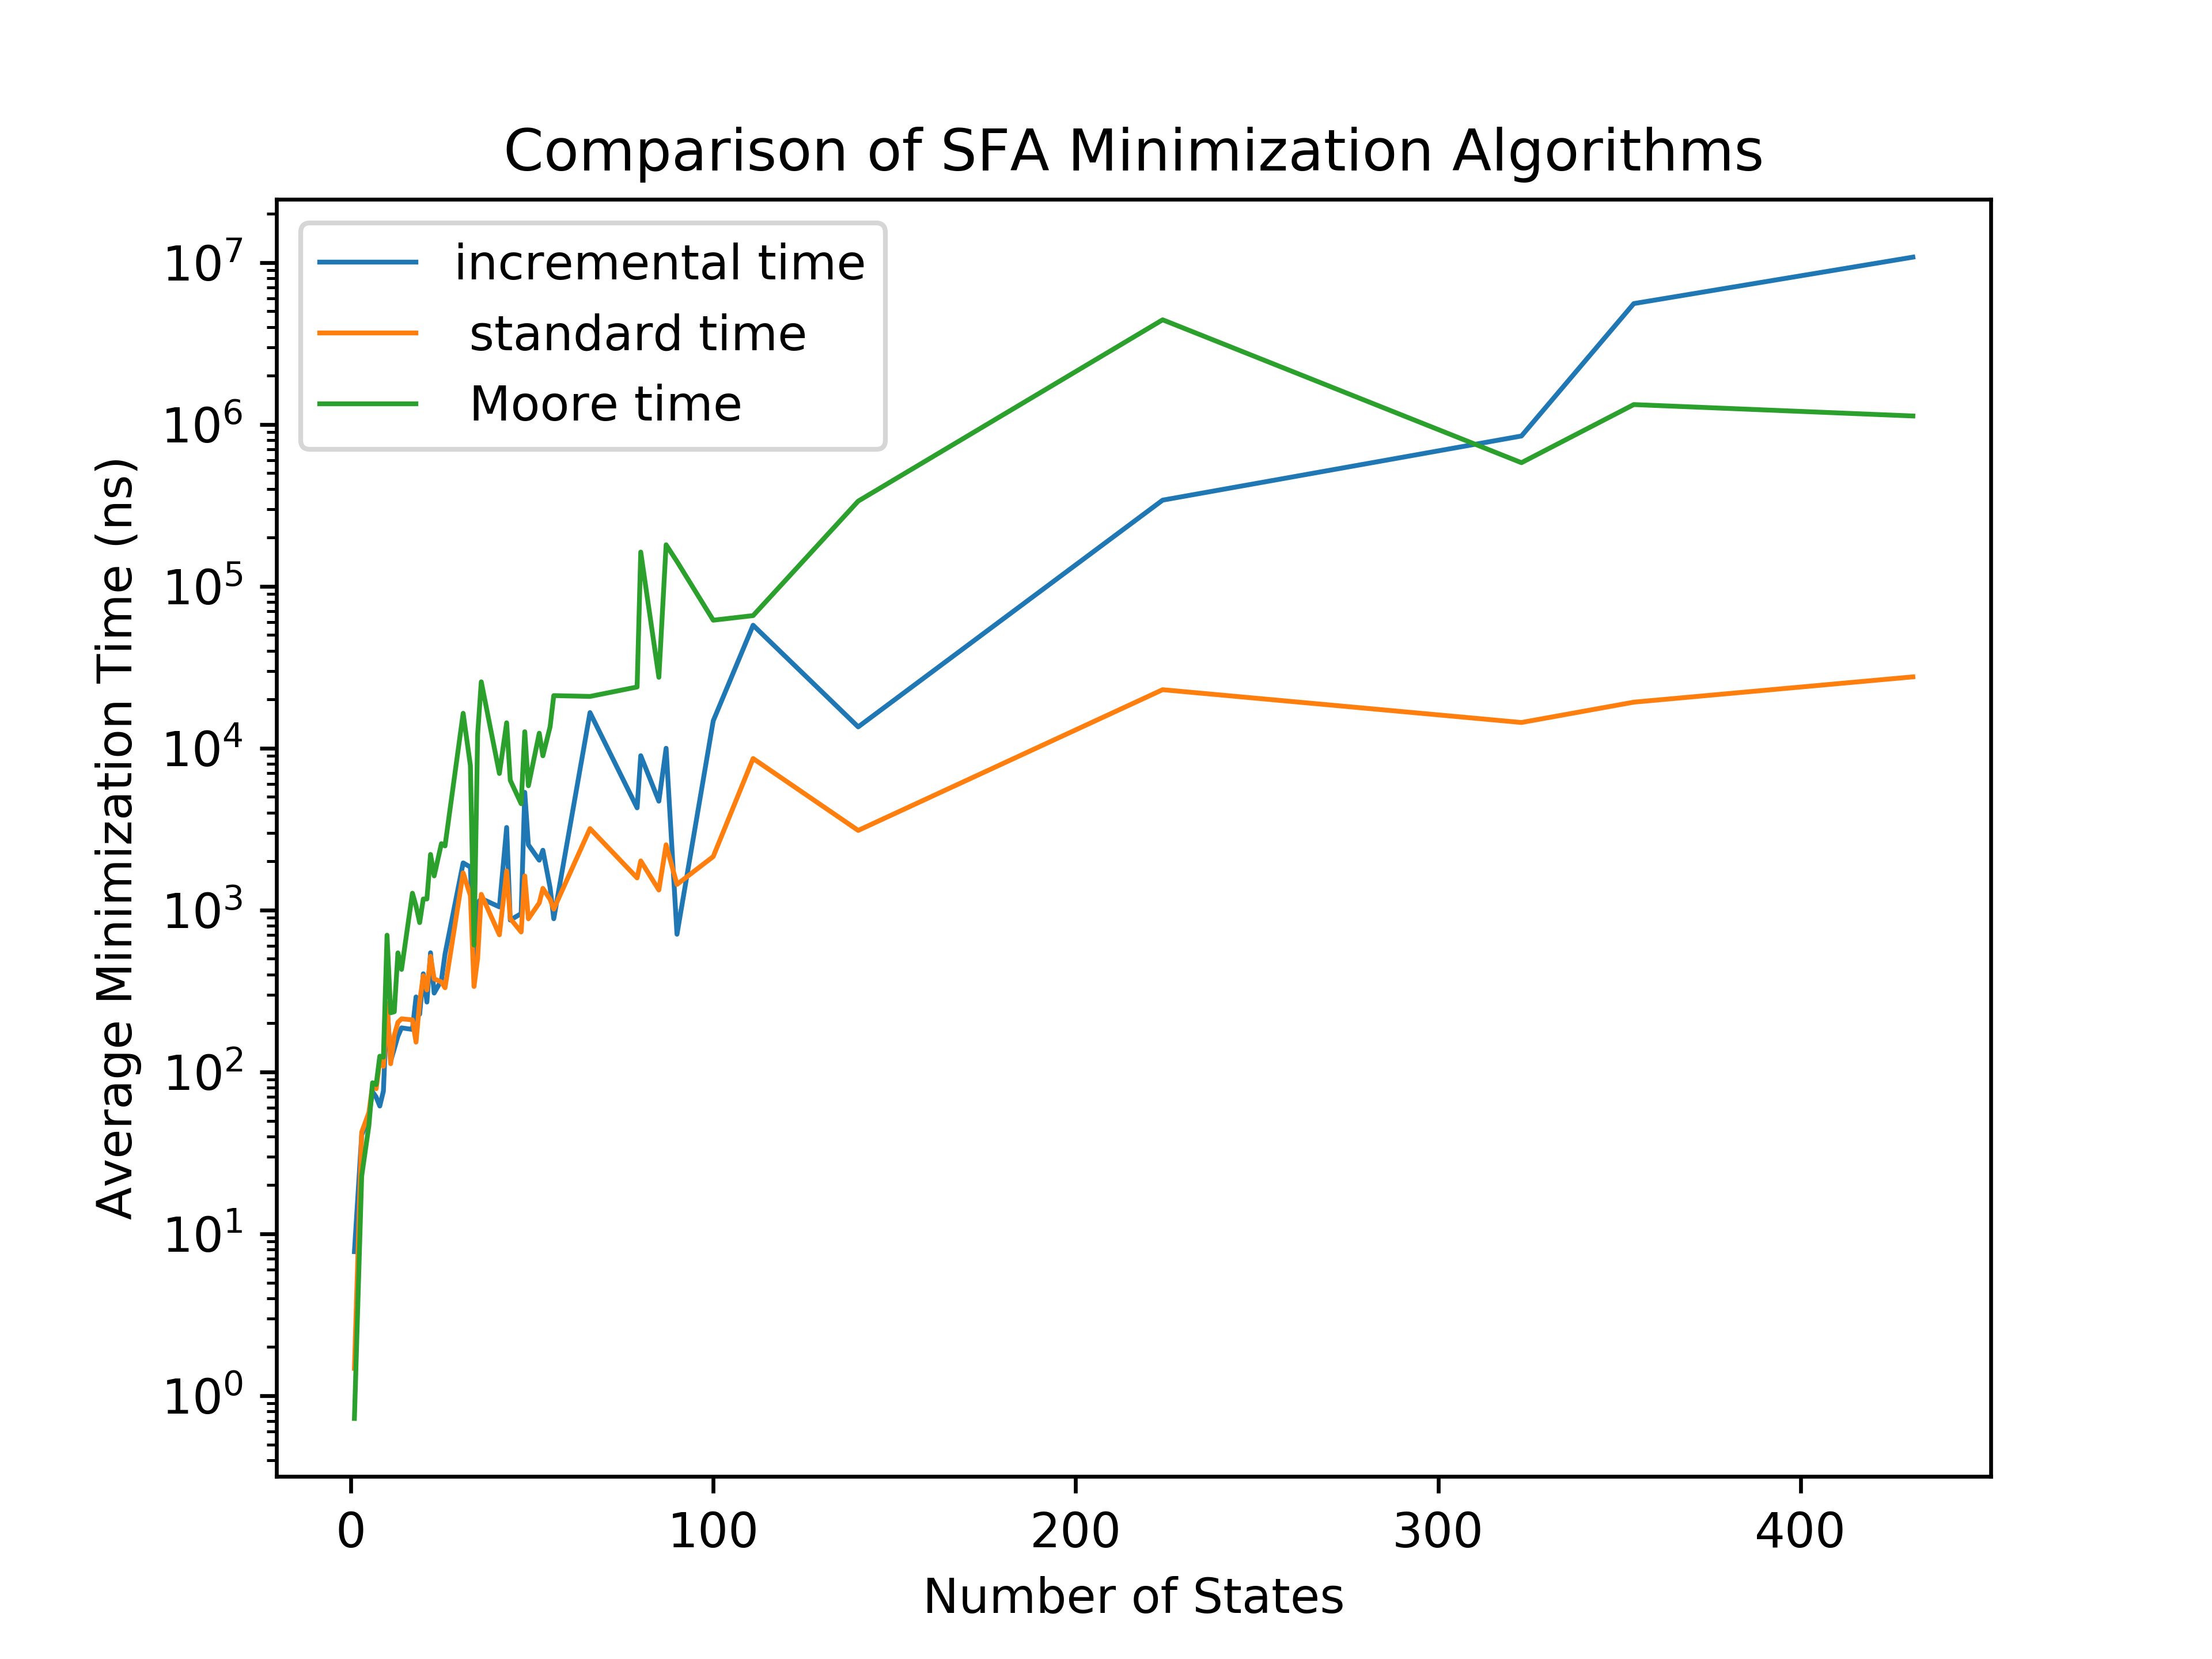 Comparison of SFA Minimization Algorithms
incremental time
standard time
Moore time
Average Minimization Time (ns)
10⁷
10⁶
10⁵
10⁴
10³
10²
10¹
10⁰
0 100 200 300 400
Number of States